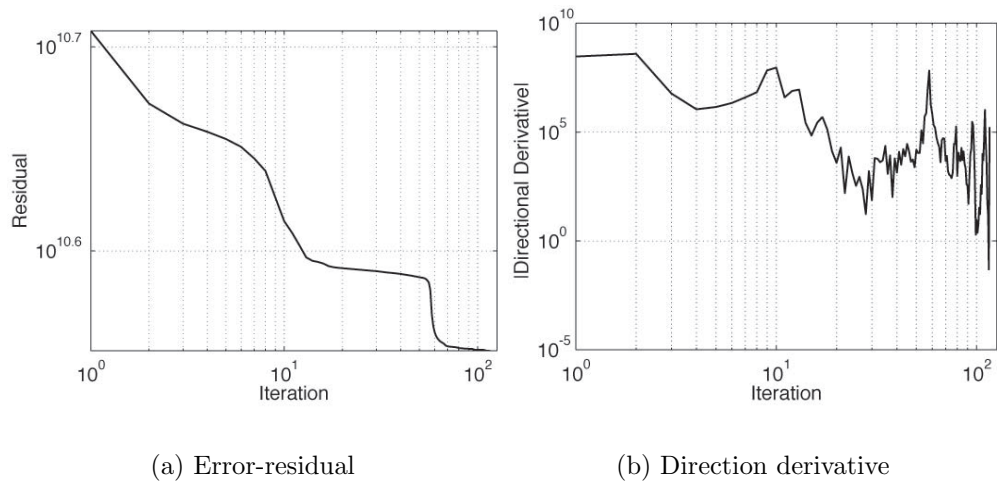 10^10.7
10^10.6
Residual
10^0
10^1
10^2
Iteration
(a) Error-residual
10^10
10^5
10^0
10^-5
|Directional Derivative|
10^0
10^1
10^2
Iteration
(b) Direction derivative